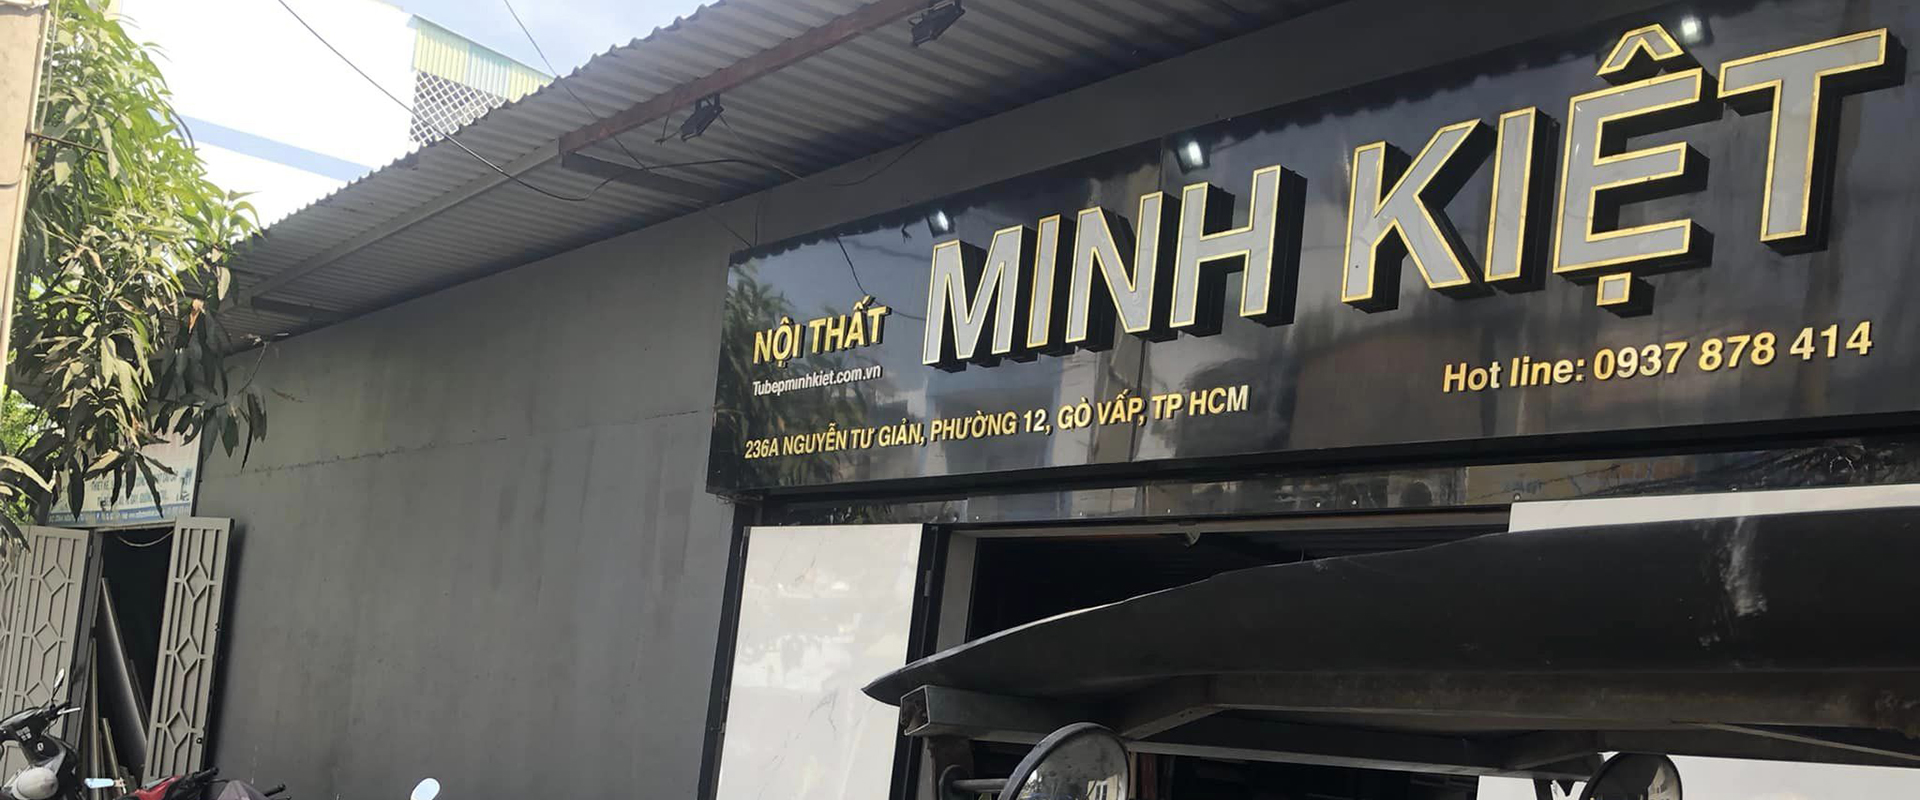 MINH KIỆT
NỘI THẤT
Tubepminhkiet.com.vn
Hot line: 0937 878 414
236A NGUYỄN TƯ GIẢN, PHƯỜNG 12, GÒ VẤP, TP HCM